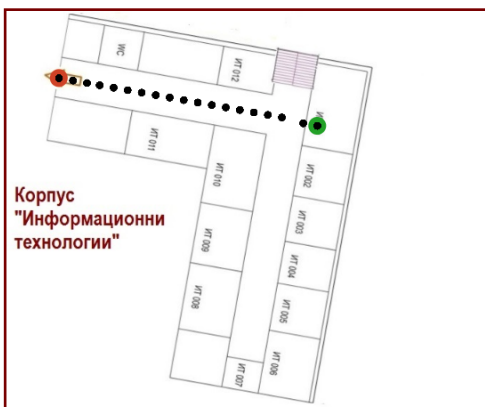 WC
ИТ 012
ИТ 011
ИТ 010
ИТ 002
ИТ 003
ИТ 009
ИТ 004
ИТ 008
ИТ 005
ИТ 007
ИТ 006
Корпус
"Информационни
технологии"